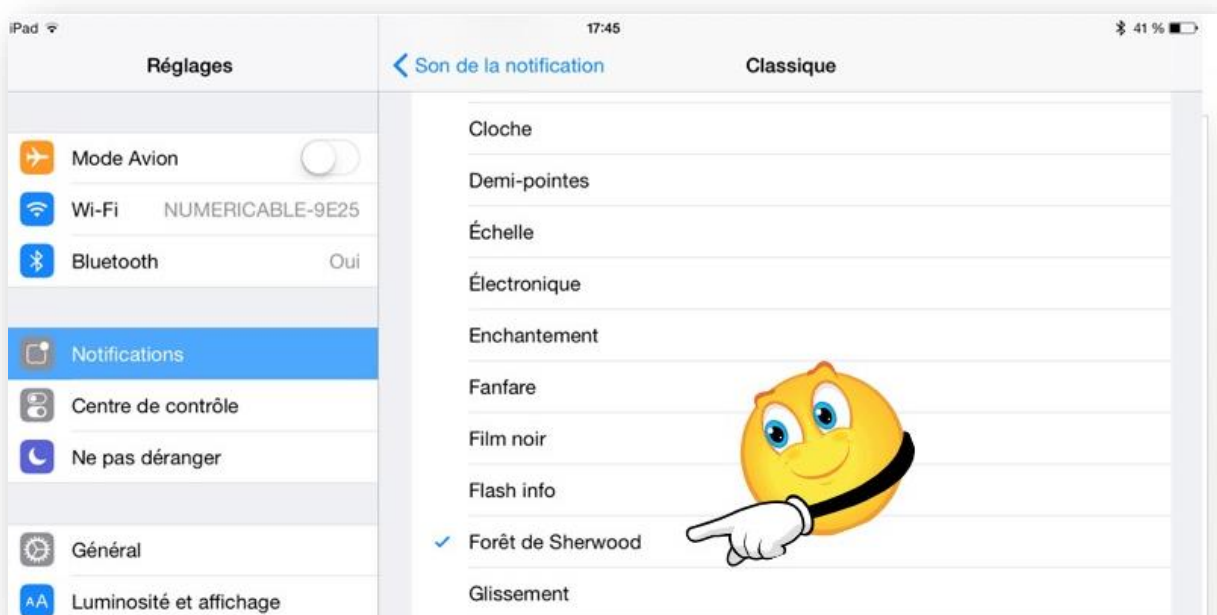 iPad 17:45 41 %
Réglages
Son de la notification Classique
Mode Avion
Wi-Fi NUMERICABLE-9E25
Bluetooth Oui
Notifications
Centre de contrôle
Ne pas déranger
Général
AA Luminosité et affichage
Cloche
Demi-pointes
Échelle
Électronique
Enchantement
Fanfare
Film noir
Flash info
Forêt de Sherwood
Glissement